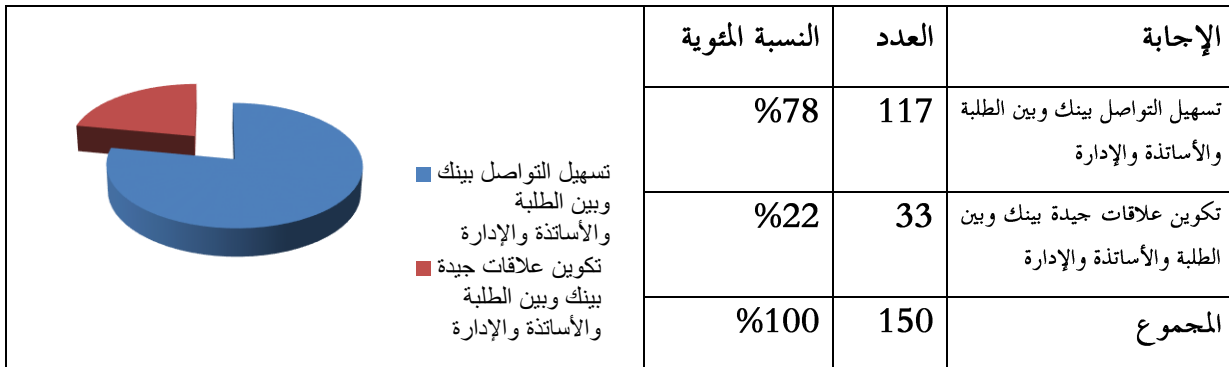 الإجابة العدد النسبة المئوية
تسهيل التواصل بينك وبين الطلبة
والأساتذة والإدارة
117 %78
تكوين علاقات جيدة بينك وبين
الطلبة والأساتذة والإدارة
33 %22
المجموع 150 %100
تسهيل التواصل بينك
وبين الطلبة
والأساتذة والإدارة
تكوين علاقات جيدة
بينك وبين الطلبة
والأساتذة والإدارة